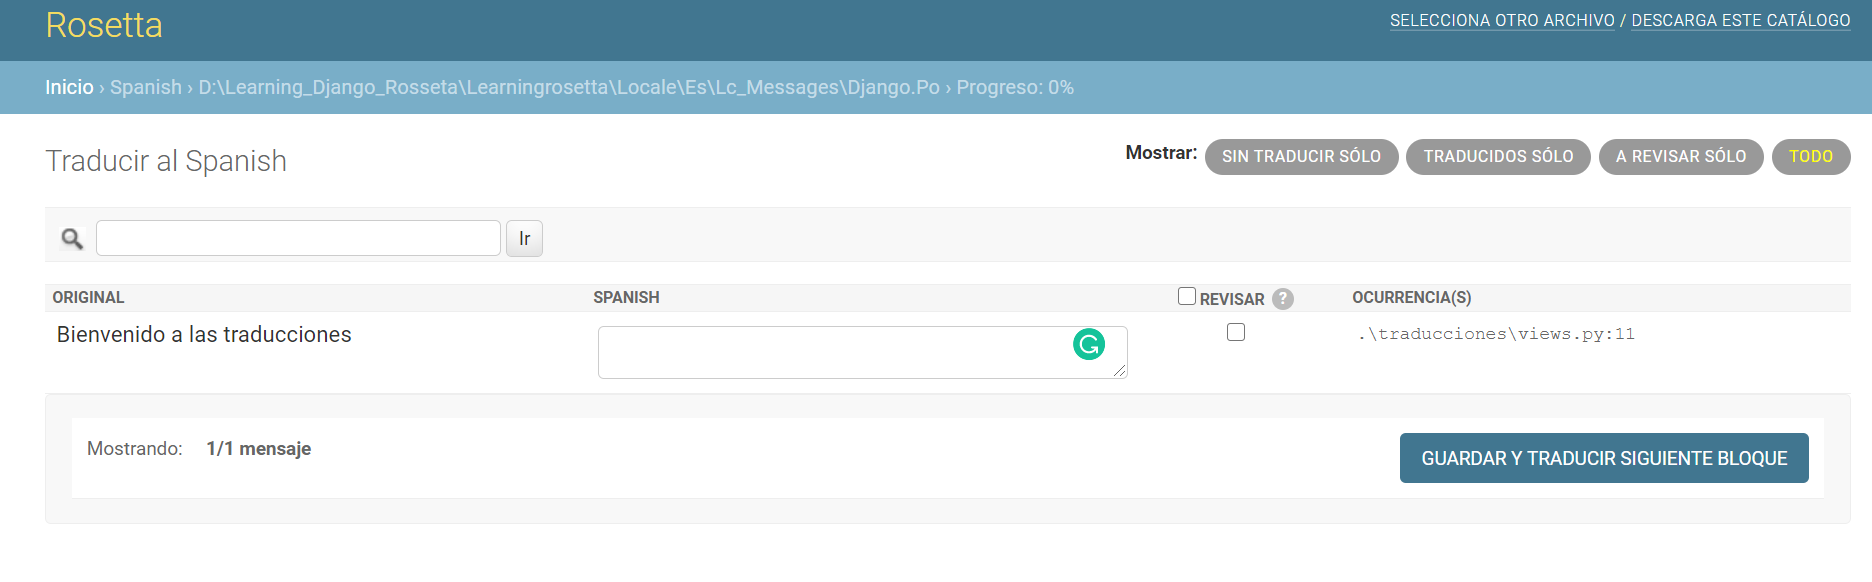 Rosetta
SELECCIONA OTRO ARCHIVO / DESCARGA ESTE CATÁLOGO
Inicio › Spanish › D:\Learning_Django_Rosseta\Learningrosetta\Locale\Es\Lc_Messages\Django.Po › Progreso: 0%
Traducir al Spanish
Mostrar: SIN TRADUCIR SÓLO TRADUCIDOS SÓLO A REVISAR SÓLO TODO
Ir
ORIGINAL SPANISH REVISAR ? OCURRENCIA(S)
Bienvenido a las traducciones .\traducciones\views.py:11
Mostrando: 1/1 mensaje
GUARDAR Y TRADUCIR SIGUIENTE BLOQUE